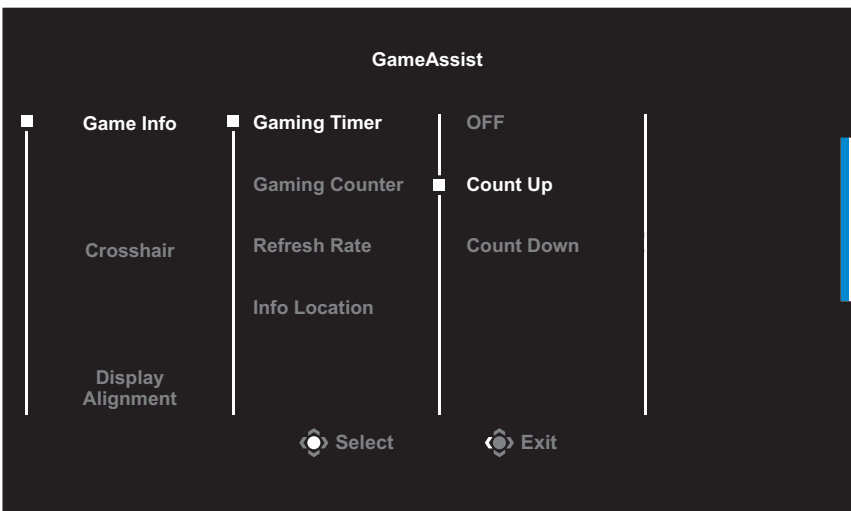 GameAssist
Game Info
Gaming Timer
OFF
Gaming Counter
Count Up
Crosshair
Refresh Rate
Count Down
Info Location
Display
Alignment
Select
Exit